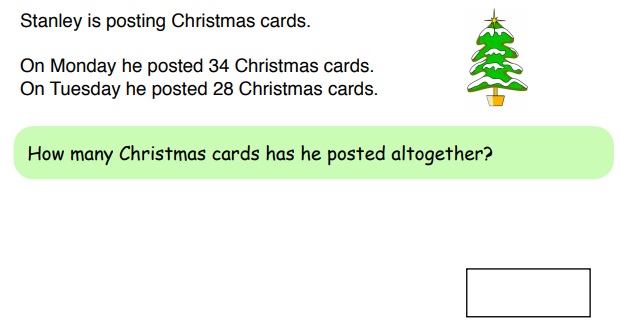 Stanley is posting Christmas cards.
On Monday he posted 34 Christmas cards.
On Tuesday he posted 28 Christmas cards.
How many Christmas cards has he posted altogether?